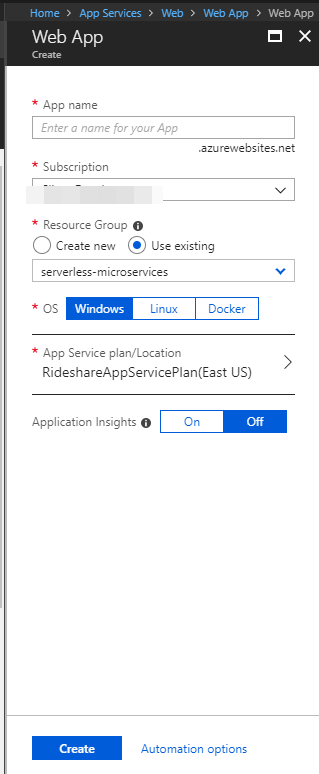 Home > App Services > Web > Web App > Web App
Web App
Create
* App name
Enter a name for your App
.azurewebsites.net
* Subscription
* Resource Group
Create new Use existing
serverless-microservices
* OS Windows Linux Docker
* App Service plan/Location
RideshareAppServicePlan(East US)
Application Insights On Off
Create Automation options